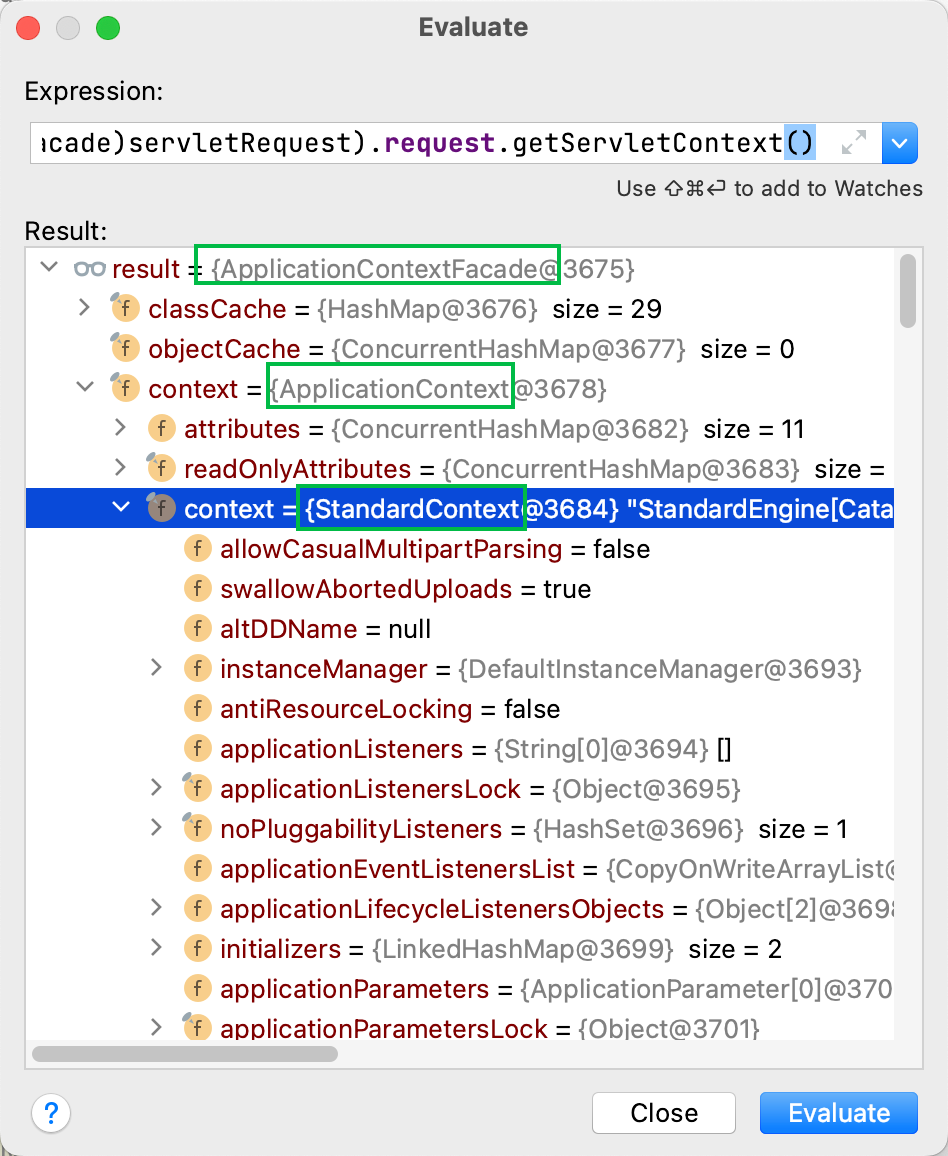 Evaluate
Expression:
acade)servletRequest).request.getServletContext()
Use ⇧⌘↩ to add to Watches
Result:
result = {ApplicationContextFacade@3675}
f classCache = {HashMap@3676} size = 29
f objectCache = {ConcurrentHashMap@3677} size = 0
f context = {ApplicationContext@3678}
f attributes = {ConcurrentHashMap@3682} size = 11
f readOnlyAttributes = {ConcurrentHashMap@3683} size =
f context = {StandardContext@3684} "StandardEngine[Cata
f allowCasualMultipartParsing = false
f swallowAbortedUploads = true
f altDDName = null
f instanceManager = {DefaultInstanceManager@3693}
f antiResourceLocking = false
f applicationListeners = {String[0]@3694} []
f applicationListenersLock = {Object@3695}
f noPluggabilityListeners = {HashSet@3696} size = 1
f applicationEventListenersList = {CopyOnWriteArrayList@
f applicationLifecycleListenersObjects = {Object[2]@3698
f initializers = {LinkedHashMap@3699} size = 2
f applicationParameters = {ApplicationParameter[0]@370
f applicationParametersLock = {Object@3701}
? Close Evaluate